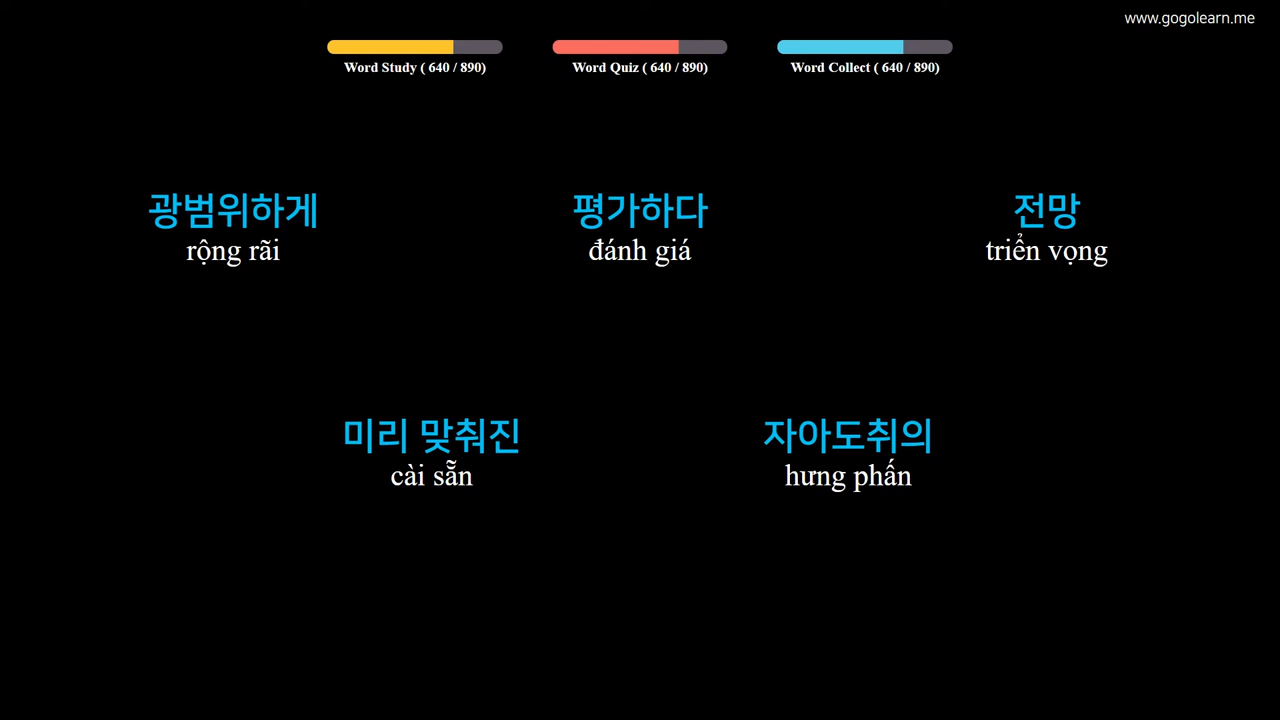 www.gogolearn.me
Word Study ( 640 / 890)
Word Quiz ( 640 / 890)
Word Collect ( 640 / 890)
광범위하게
rộng rãi
평가하다
đánh giá
전망
triển vọng
미리 맞춰진
cài sẵn
자아도취의
hưng phấn